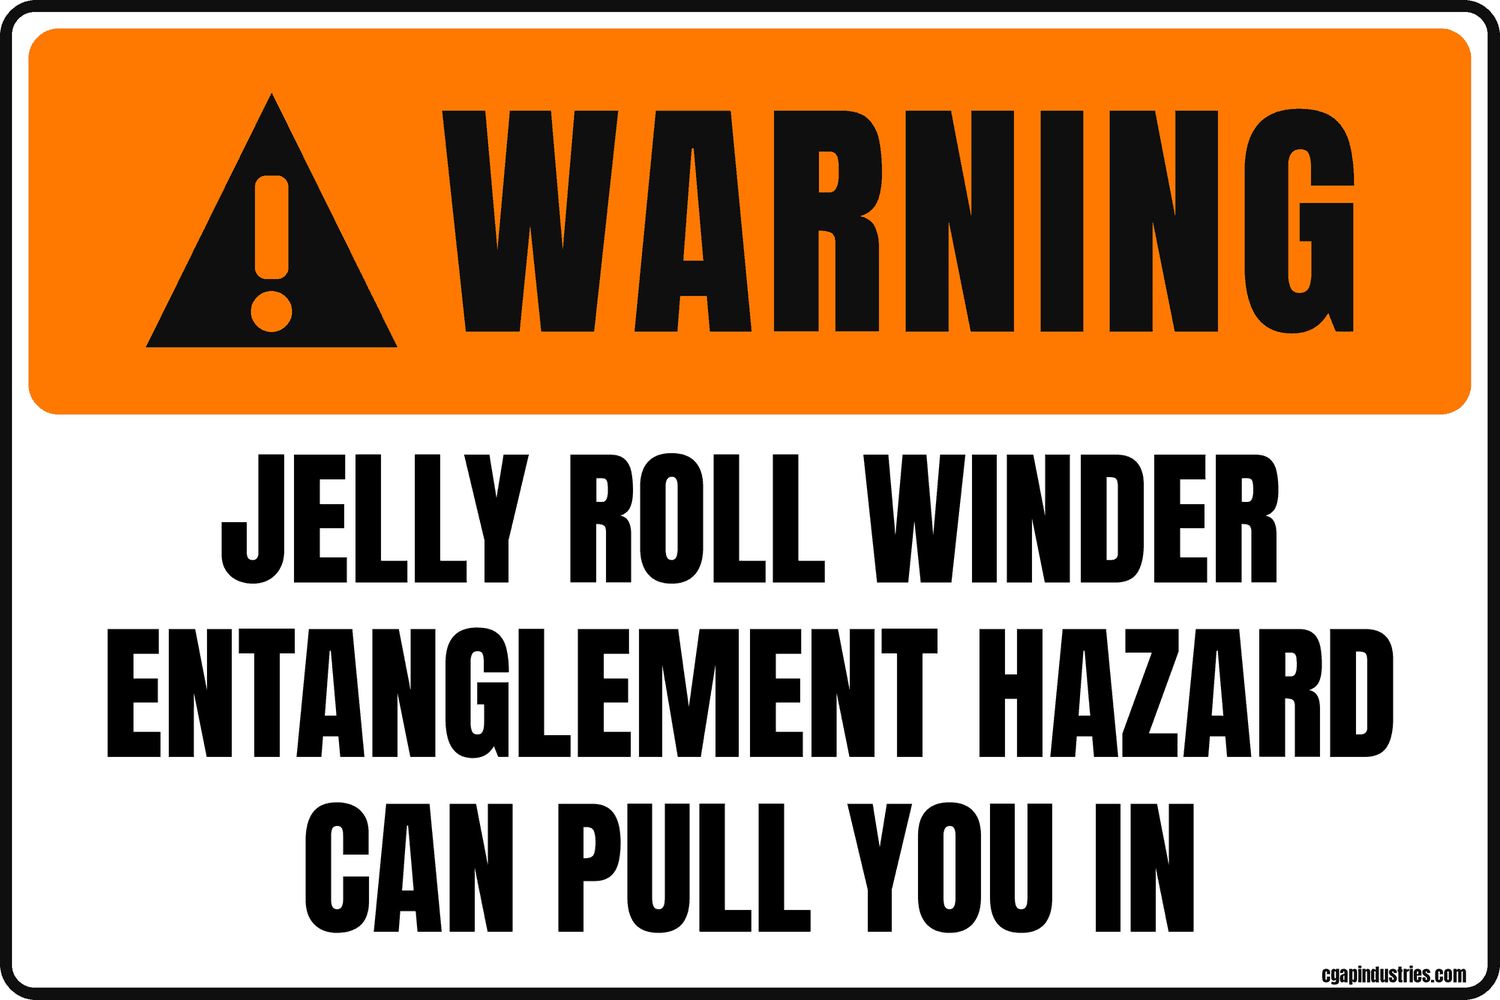 WARNING
JELLY ROLL WINDER
ENTANGLEMENT HAZARD
CAN PULL YOU IN
cgapindustries.com